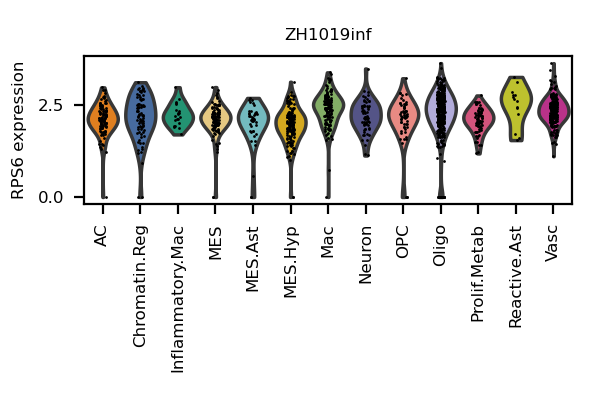 ZH1019inf
RPS6 expression
2.5
0.0
AC
Chromatin.Reg
Inflammatory.Mac
MES
MES.Ast
MES.Hyp
Mac
Neuron
OPC
Oligo
Prolif.Metab
Reactive.Ast
Vasc